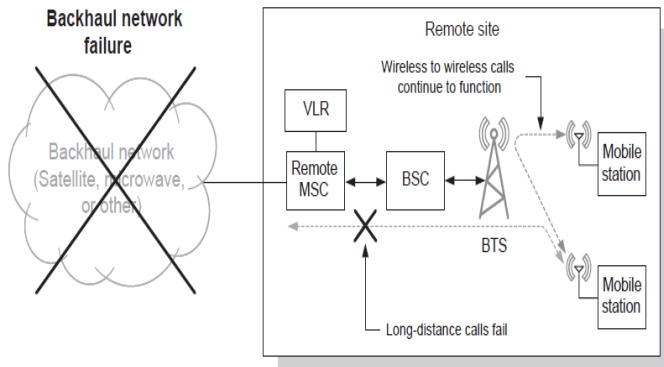 Backhaul network
failure
Backhaul network
(Satellite, microwave,
or other)
Remote site
Wireless to wireless calls
continue to function
VLR
Remote
MSC
BSC
BTS
Mobile
station
Mobile
station
Long-distance calls fail